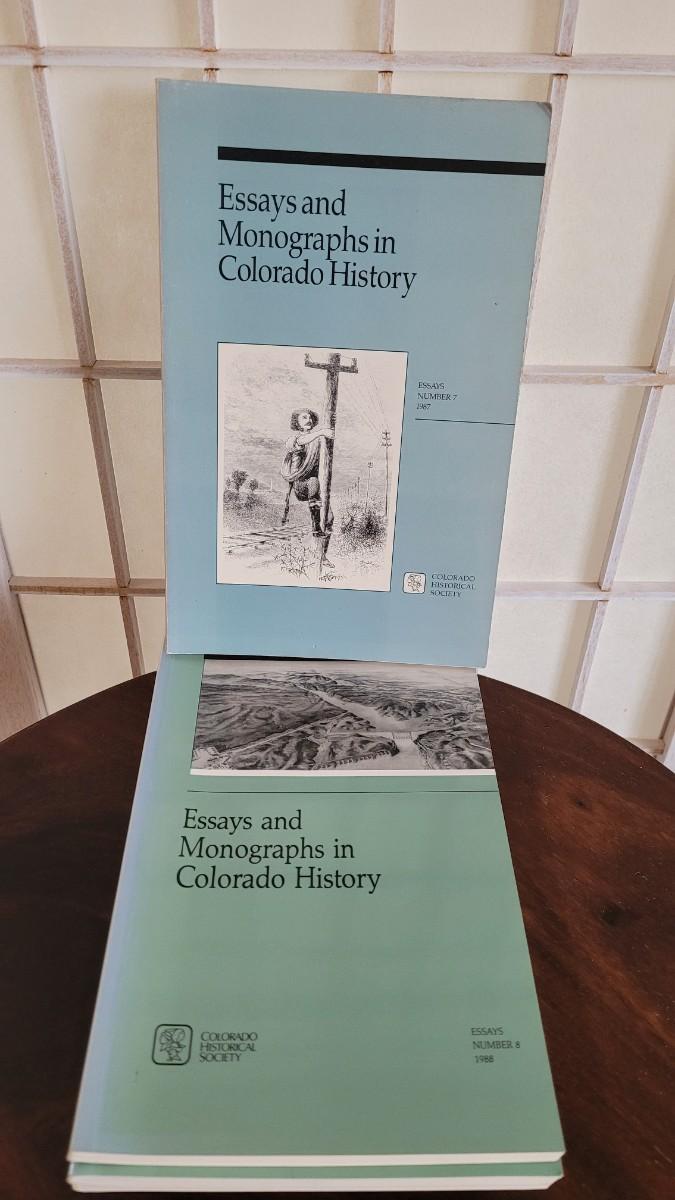 Essays and
Monographs in
Colorado History
ESSAYS
NUMBER 7
1987
COLORADO
HISTORICAL
SOCIETY
Essays and
Monographs in
Colorado History
COLORADO
HISTORICAL
SOCIETY
ESSAYS
NUMBER 8
1988